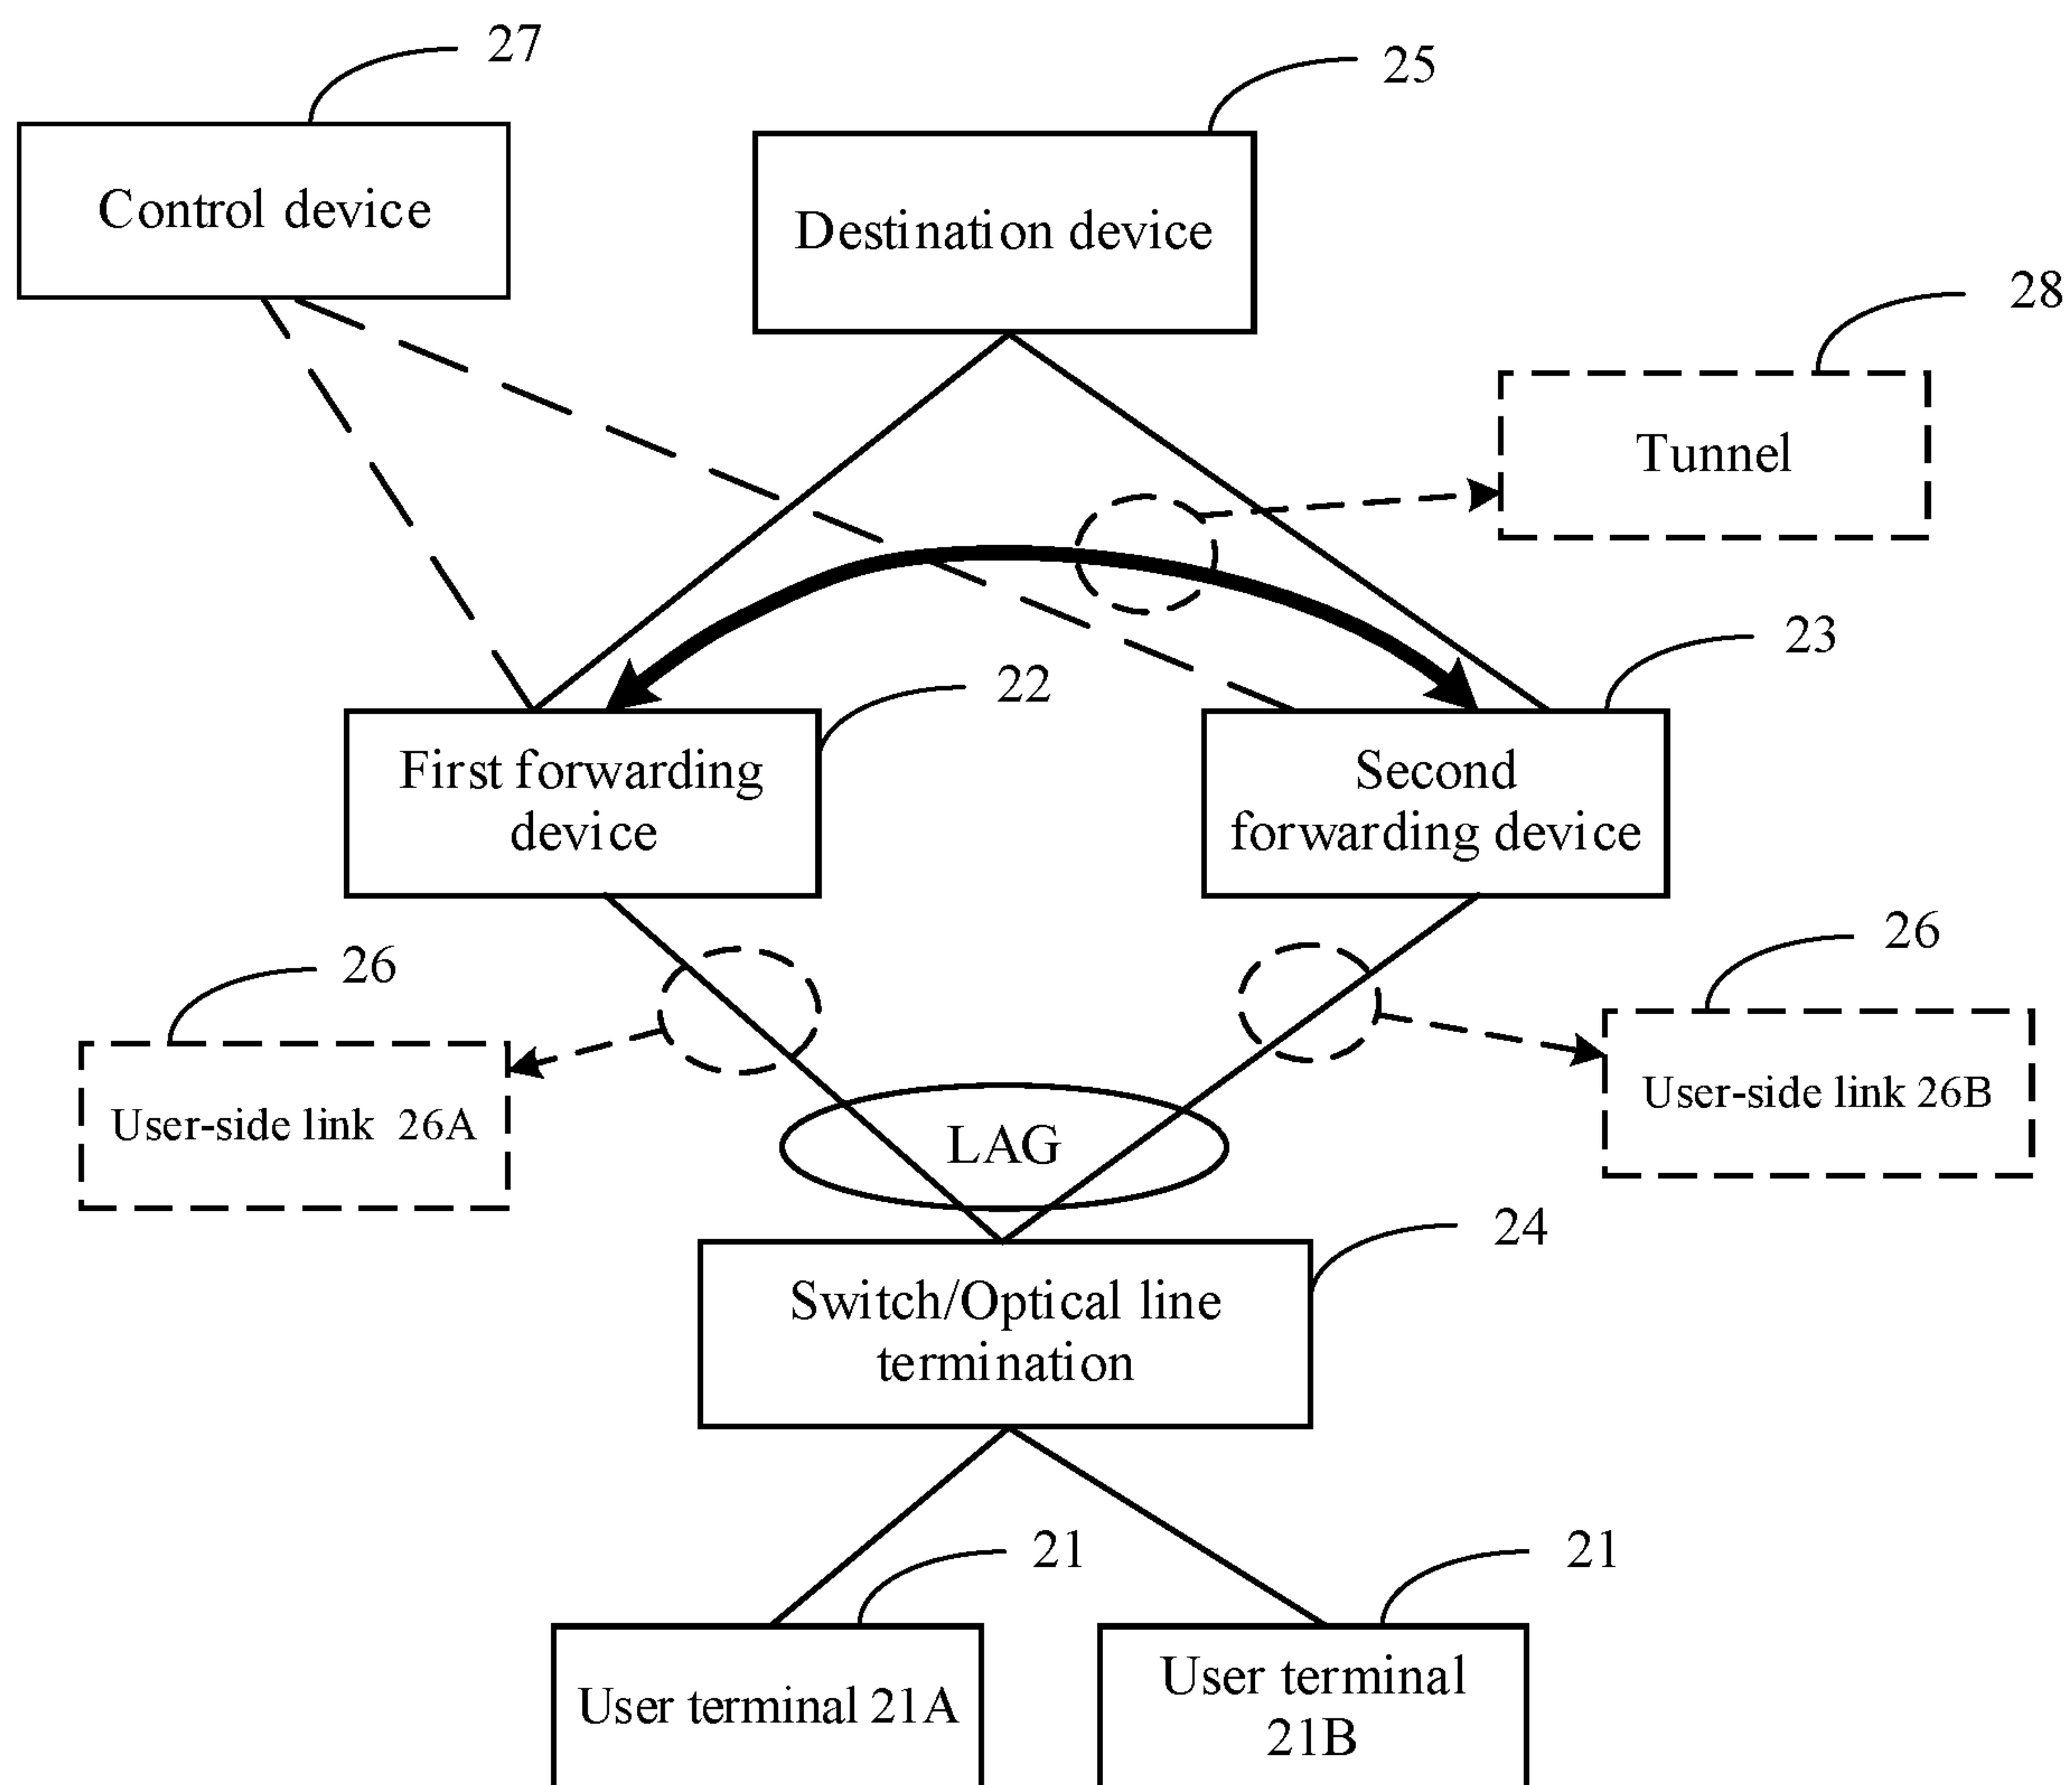 27
25
Control device
Destination device
28
Tunnel
23
22
First forwarding
device
Second
forwarding device
26
26
User-side link 26A
User-side link 26B
LAG
24
Switch/Optical line
termination
21
21
User terminal 21A
User terminal
21B